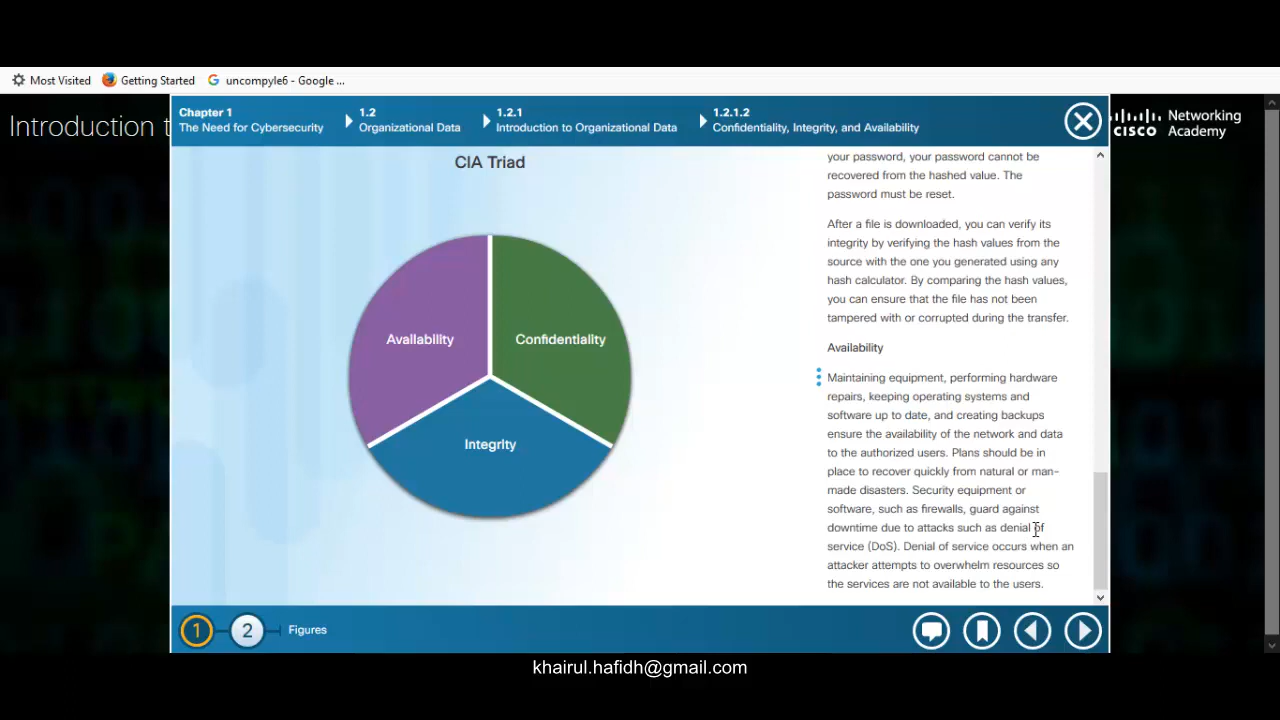 Most Visited
Getting Started
uncompyle6 - Google ...
Introduction t
Chapter 1
The Need for Cybersecurity
1.2
Organizational Data
1.2.1
Introduction to Organizational Data
1.2.1.2
Confidentiality, Integrity, and Availability
CISCO
Networking
Academy
CIA Triad
Availability
Confidentiality
Integrity
your password, your password cannot be
recovered from the hashed value. The
password must be reset.
After a file is downloaded, you can verify its
integrity by verifying the hash values from the
source with the one you generated using any
hash calculator. By comparing the hash values,
you can ensure that the file has not been
tampered with or corrupted during the transfer.
Availability
Maintaining equipment, performing hardware
repairs, keeping operating systems and
software up to date, and creating backups
ensure the availability of the network and data
to the authorized users. Plans should be in
place to recover quickly from natural or man-
made disasters. Security equipment or
software, such as firewalls, guard against
downtime due to attacks such as denial of
service (DoS). Denial of service occurs when an
attacker attempts to overwhelm resources so
the services are not available to the users.
1
2
Figures
khairul.hafidh@gmail.com